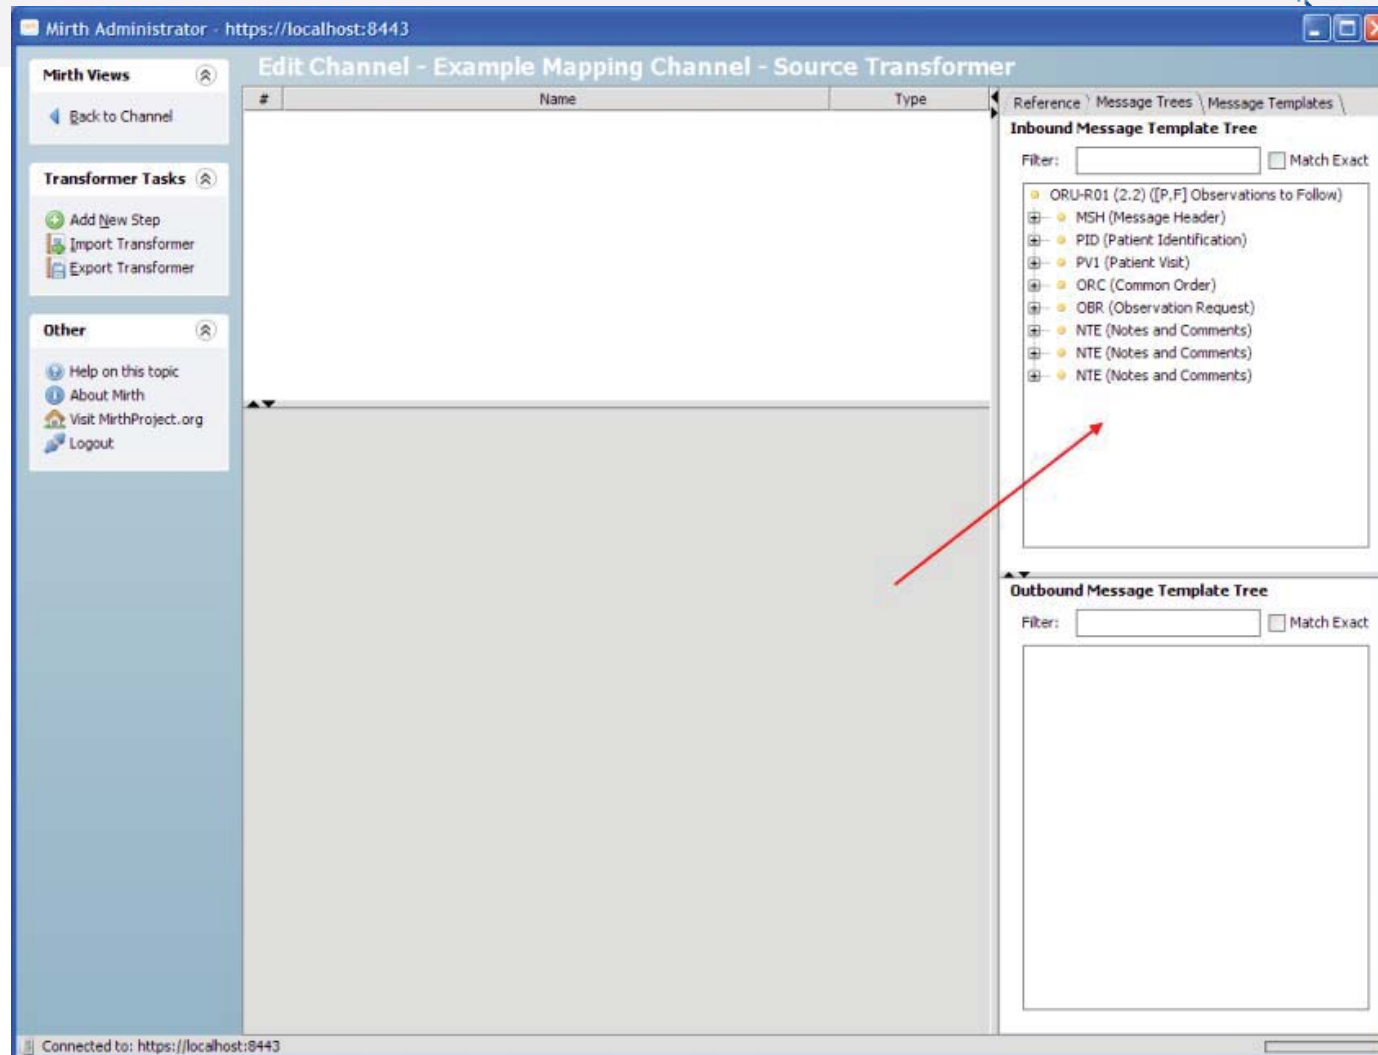 Mirth Administrator - https://localhost:8443
Mirth Views
Back to Channel
Transformer Tasks
Add New Step
Import Transformer
Export Transformer
Other
Help on this topic
About Mirth
Visit MirthProject.org
Logout
Edit Channel - Example Mapping Channel - Source Transformer
# Name Type
Reference Message Trees Message Templates
Inbound Message Template Tree
Filter: Match Exact
ORU-R01 (2.2) ([P,F] Observations to Follow)
MSH (Message Header)
PID (Patient Identification)
PV1 (Patient Visit)
ORC (Common Order)
OBR (Observation Request)
NTE (Notes and Comments)
NTE (Notes and Comments)
NTE (Notes and Comments)
Outbound Message Template Tree
Filter: Match Exact
Connected to: https://localhost:8443